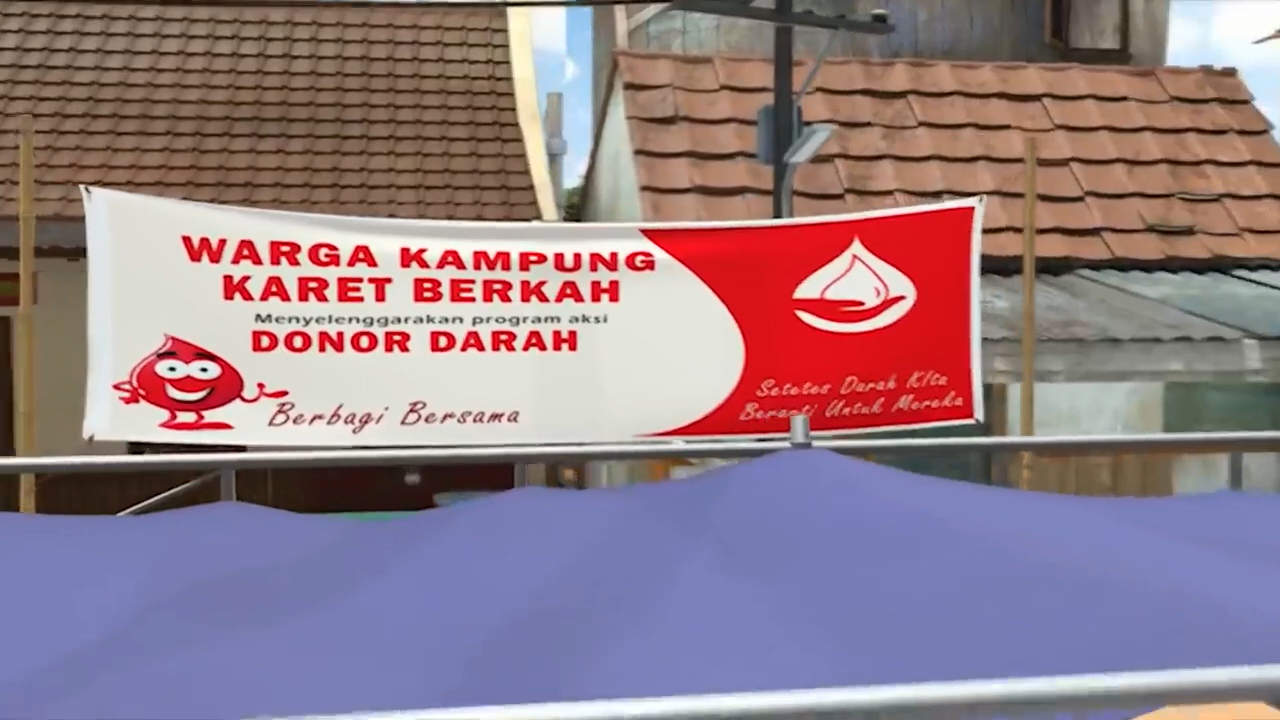 WARGA KAMPUNG
KARET BERKAH
Menyelenggarakan program aksi
DONOR DARAH
Berbagi Bersama
Setetes Darah Kita
Berarti Untuk Mereka